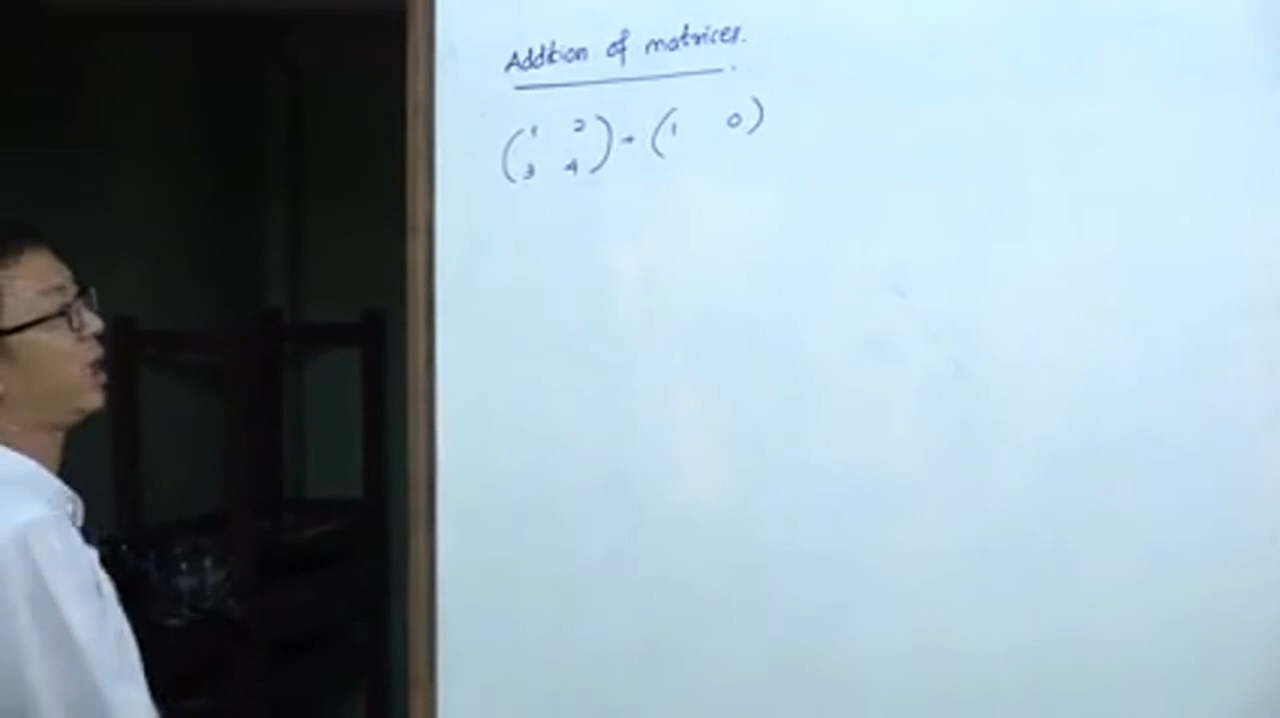 Addition of matrices.
(1 2
3 4) + (1 0)